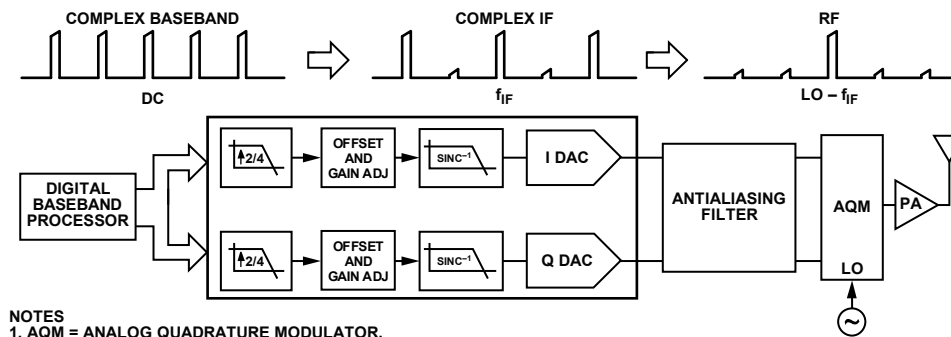 COMPLEX BASEBAND
COMPLEX IF
RF
DC
fIF
LO – fIF
DIGITAL
BASEBAND
PROCESSOR
↑2/4
OFFSET
AND
GAIN ADJ
SINC–1
I DAC
↑2/4
OFFSET
AND
GAIN ADJ
SINC–1
Q DAC
ANTIALIASING
FILTER
AQM
LO
PA
NOTES
1. AQM = ANALOG QUADRATURE MODULATOR.